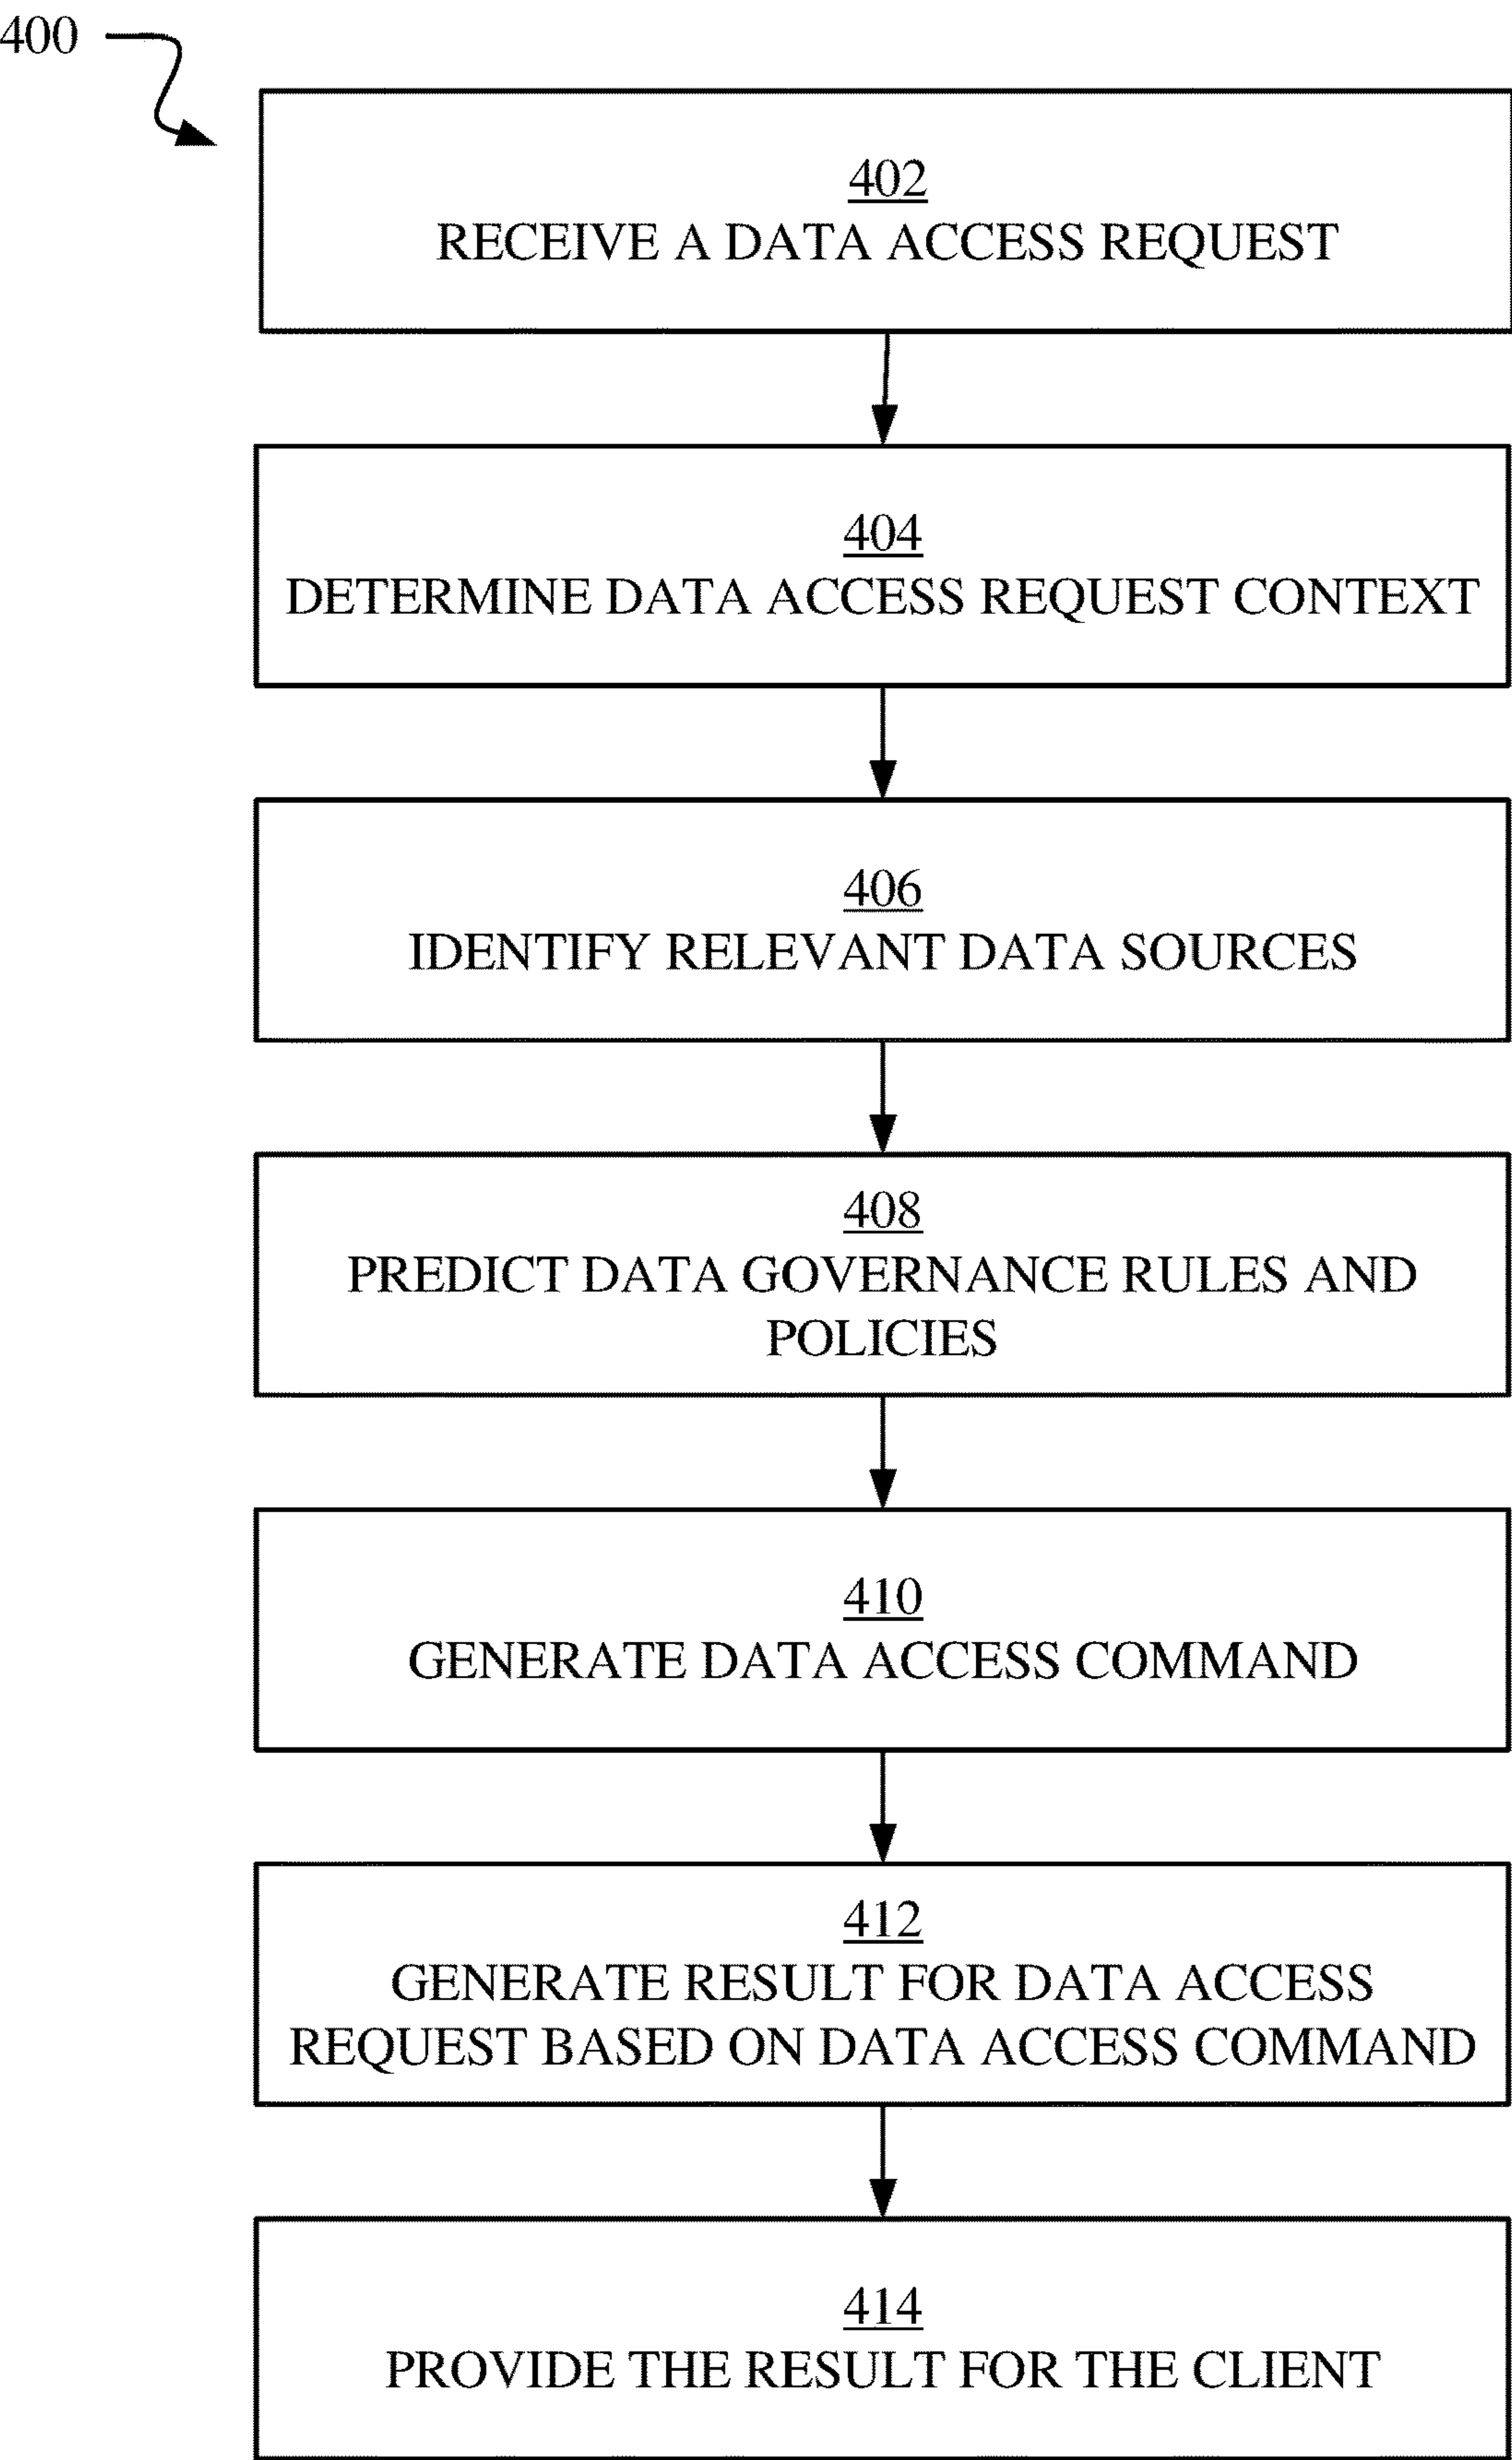 400
402
RECEIVE A DATA ACCESS REQUEST
404
DETERMINE DATA ACCESS REQUEST CONTEXT
406
IDENTIFY RELEVANT DATA SOURCES
408
PREDICT DATA GOVERNANCE RULES AND
POLICIES
410
GENERATE DATA ACCESS COMMAND
412
GENERATE RESULT FOR DATA ACCESS
REQUEST BASED ON DATA ACCESS COMMAND
414
PROVIDE THE RESULT FOR THE CLIENT